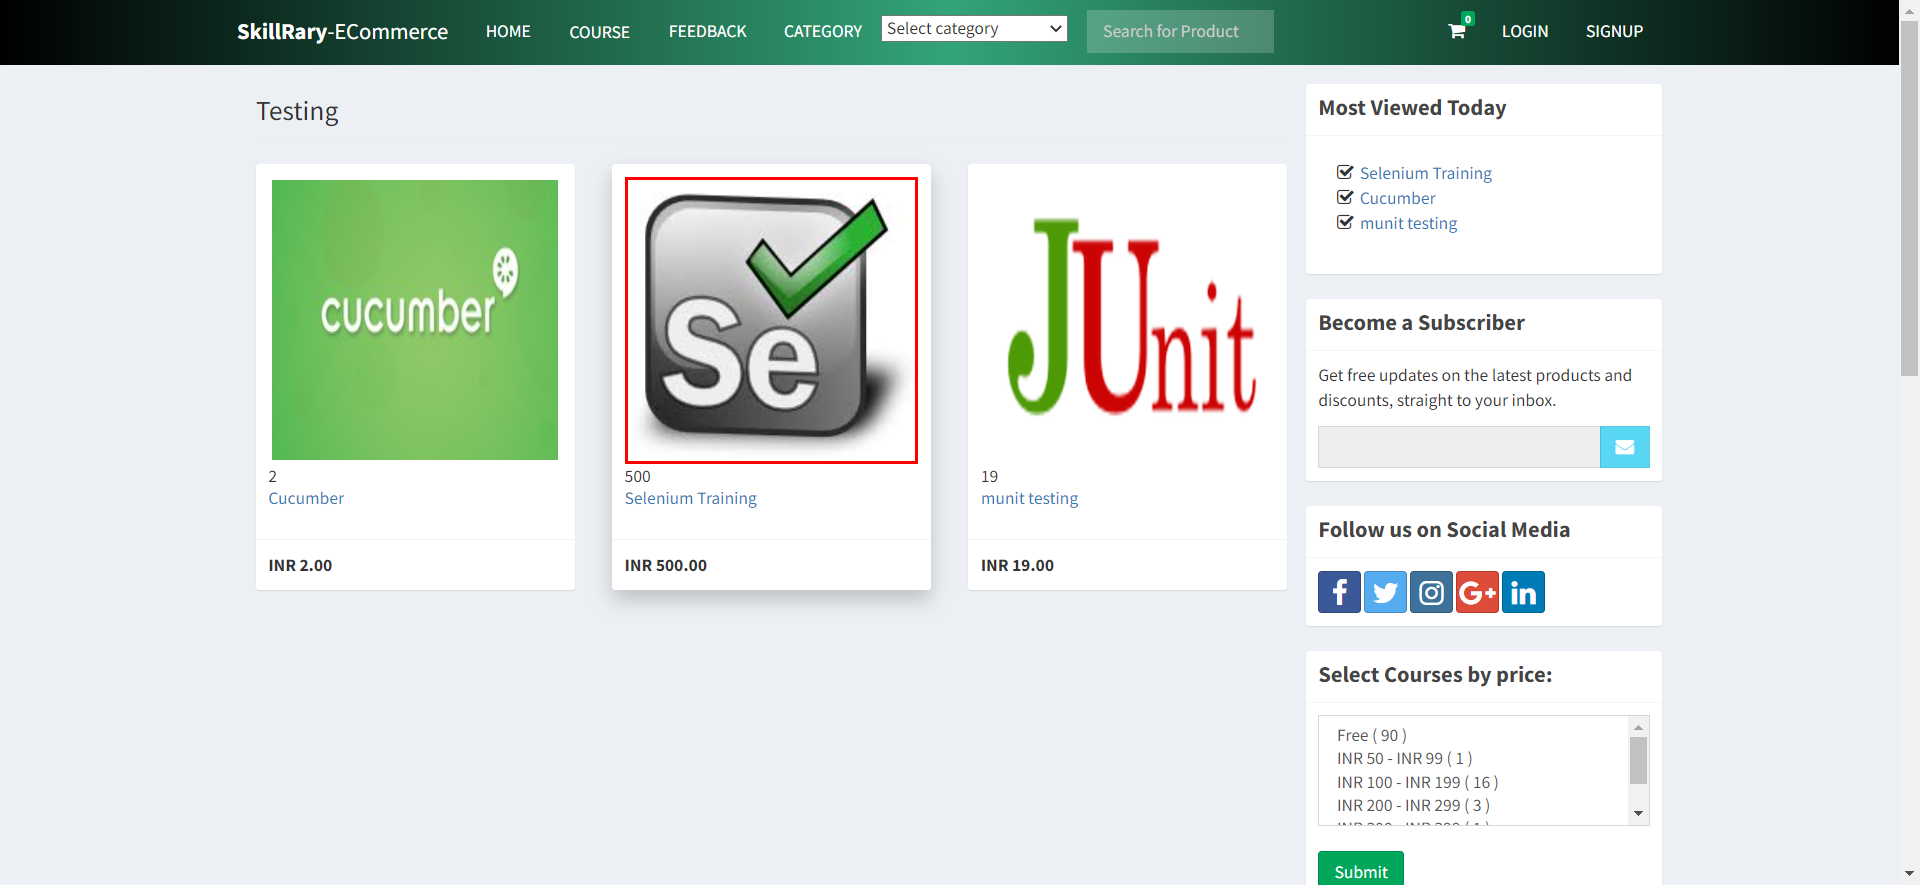 SkillRary-ECommerce
HOME
COURSE
FEEDBACK
CATEGORY
Select category
Search for Product
0
LOGIN
SIGNUP
Testing
cucumber
2
Cucumber
INR 2.00
Se
500
Selenium Training
INR 500.00
JUnit
19
munit testing
INR 19.00
Most Viewed Today
Selenium Training
Cucumber
munit testing
Become a Subscriber
Get free updates on the latest products and
discounts, straight to your inbox.
Follow us on Social Media
f
G+
in
Select Courses by price:
Free ( 90 )
INR 50 - INR 99 ( 1 )
INR 100 - INR 199 ( 16 )
INR 200 - INR 299 ( 3 )
Submit